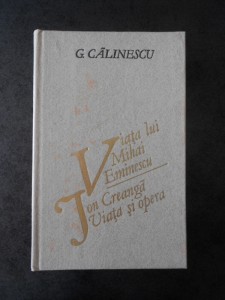 G. CĂLINESCU
Viața lui
Mihai
Eminescu
Ion Creangă
Viața și opera